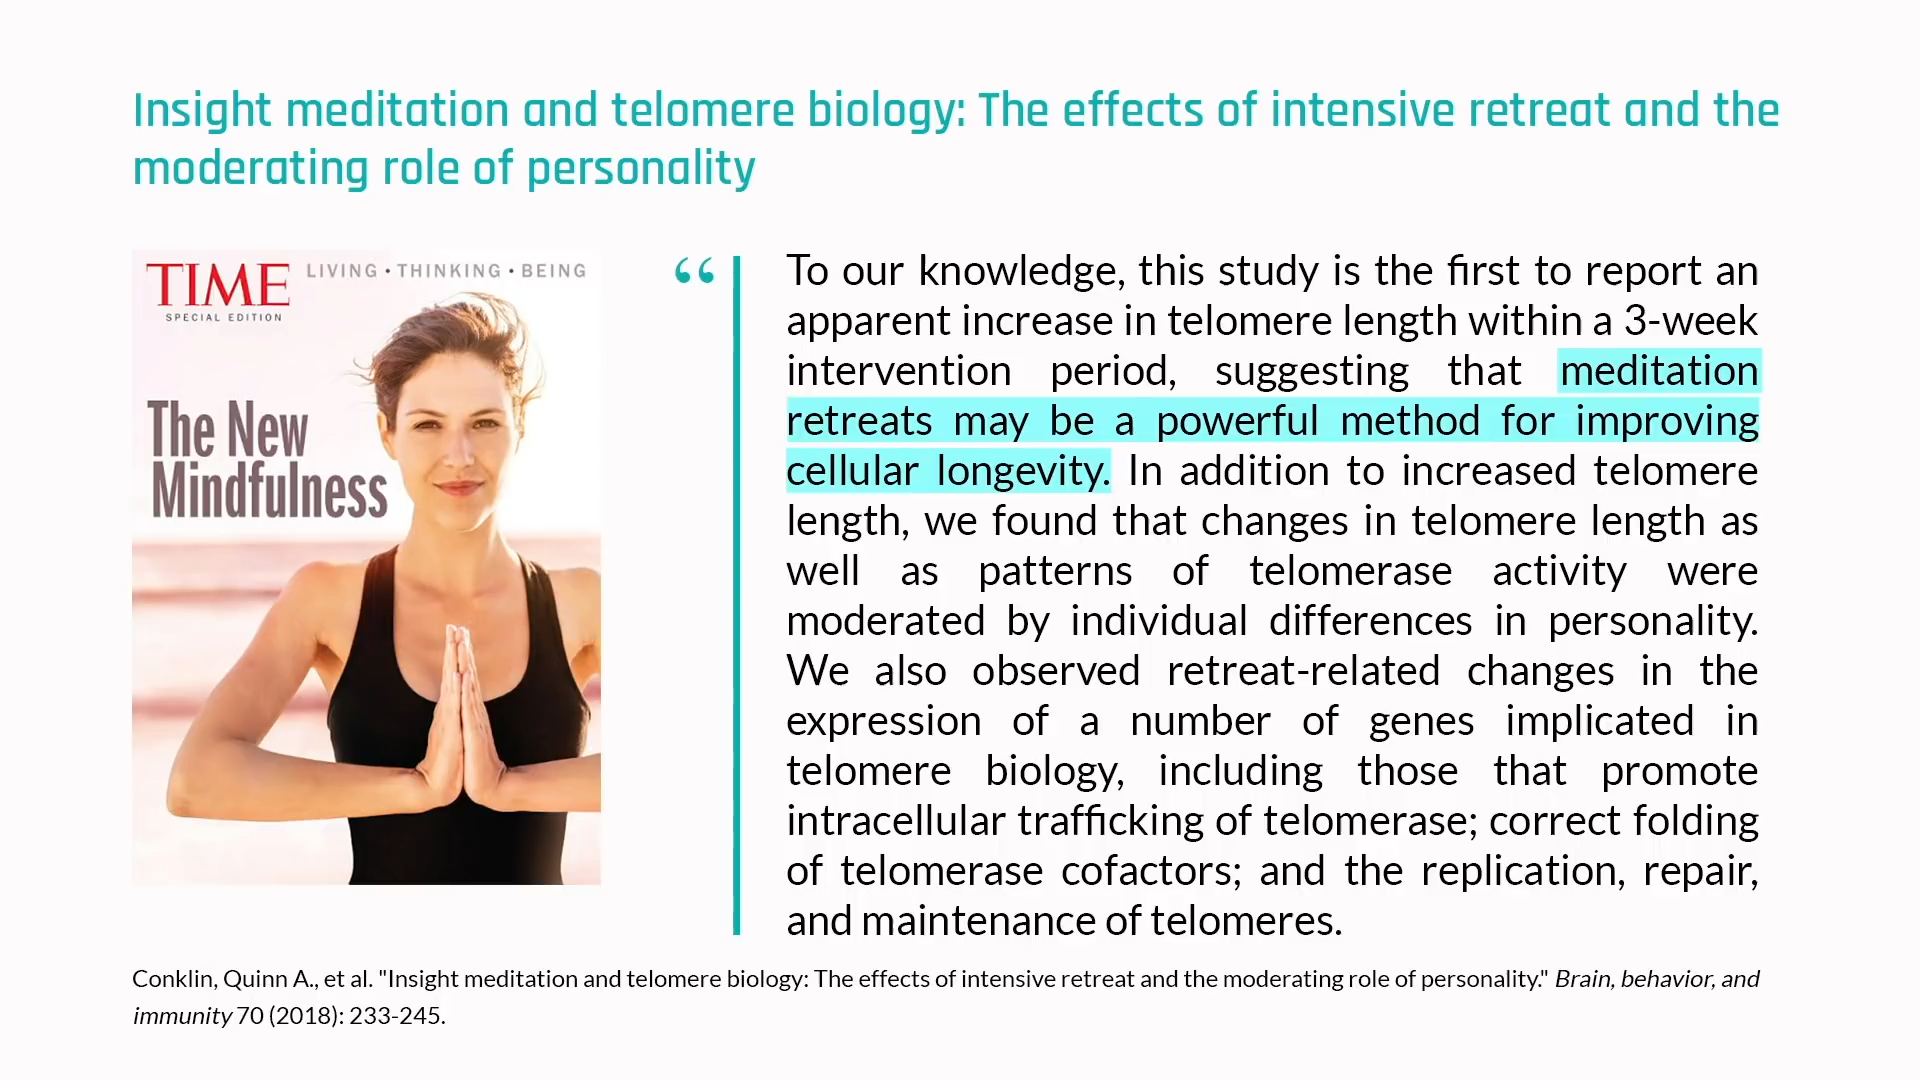 Insight meditation and telomere biology: The effects of intensive retreat and the
moderating role of personality
TIME
LIVING • THINKING • BEING
SPECIAL EDITION
The New
Mindfulness
“
To our knowledge, this study is the first to report an
apparent increase in telomere length within a 3-week
intervention period, suggesting that meditation
retreats may be a powerful method for improving
cellular longevity. In addition to increased telomere
length, we found that changes in telomere length as
well as patterns of telomerase activity were
moderated by individual differences in personality.
We also observed retreat-related changes in the
expression of a number of genes implicated in
telomere biology, including those that promote
intracellular trafficking of telomerase; correct folding
of telomerase cofactors; and the replication, repair,
and maintenance of telomeres.
Conklin, Quinn A., et al. "Insight meditation and telomere biology: The effects of intensive retreat and the moderating role of personality." Brain, behavior, and
immunity 70 (2018): 233-245.